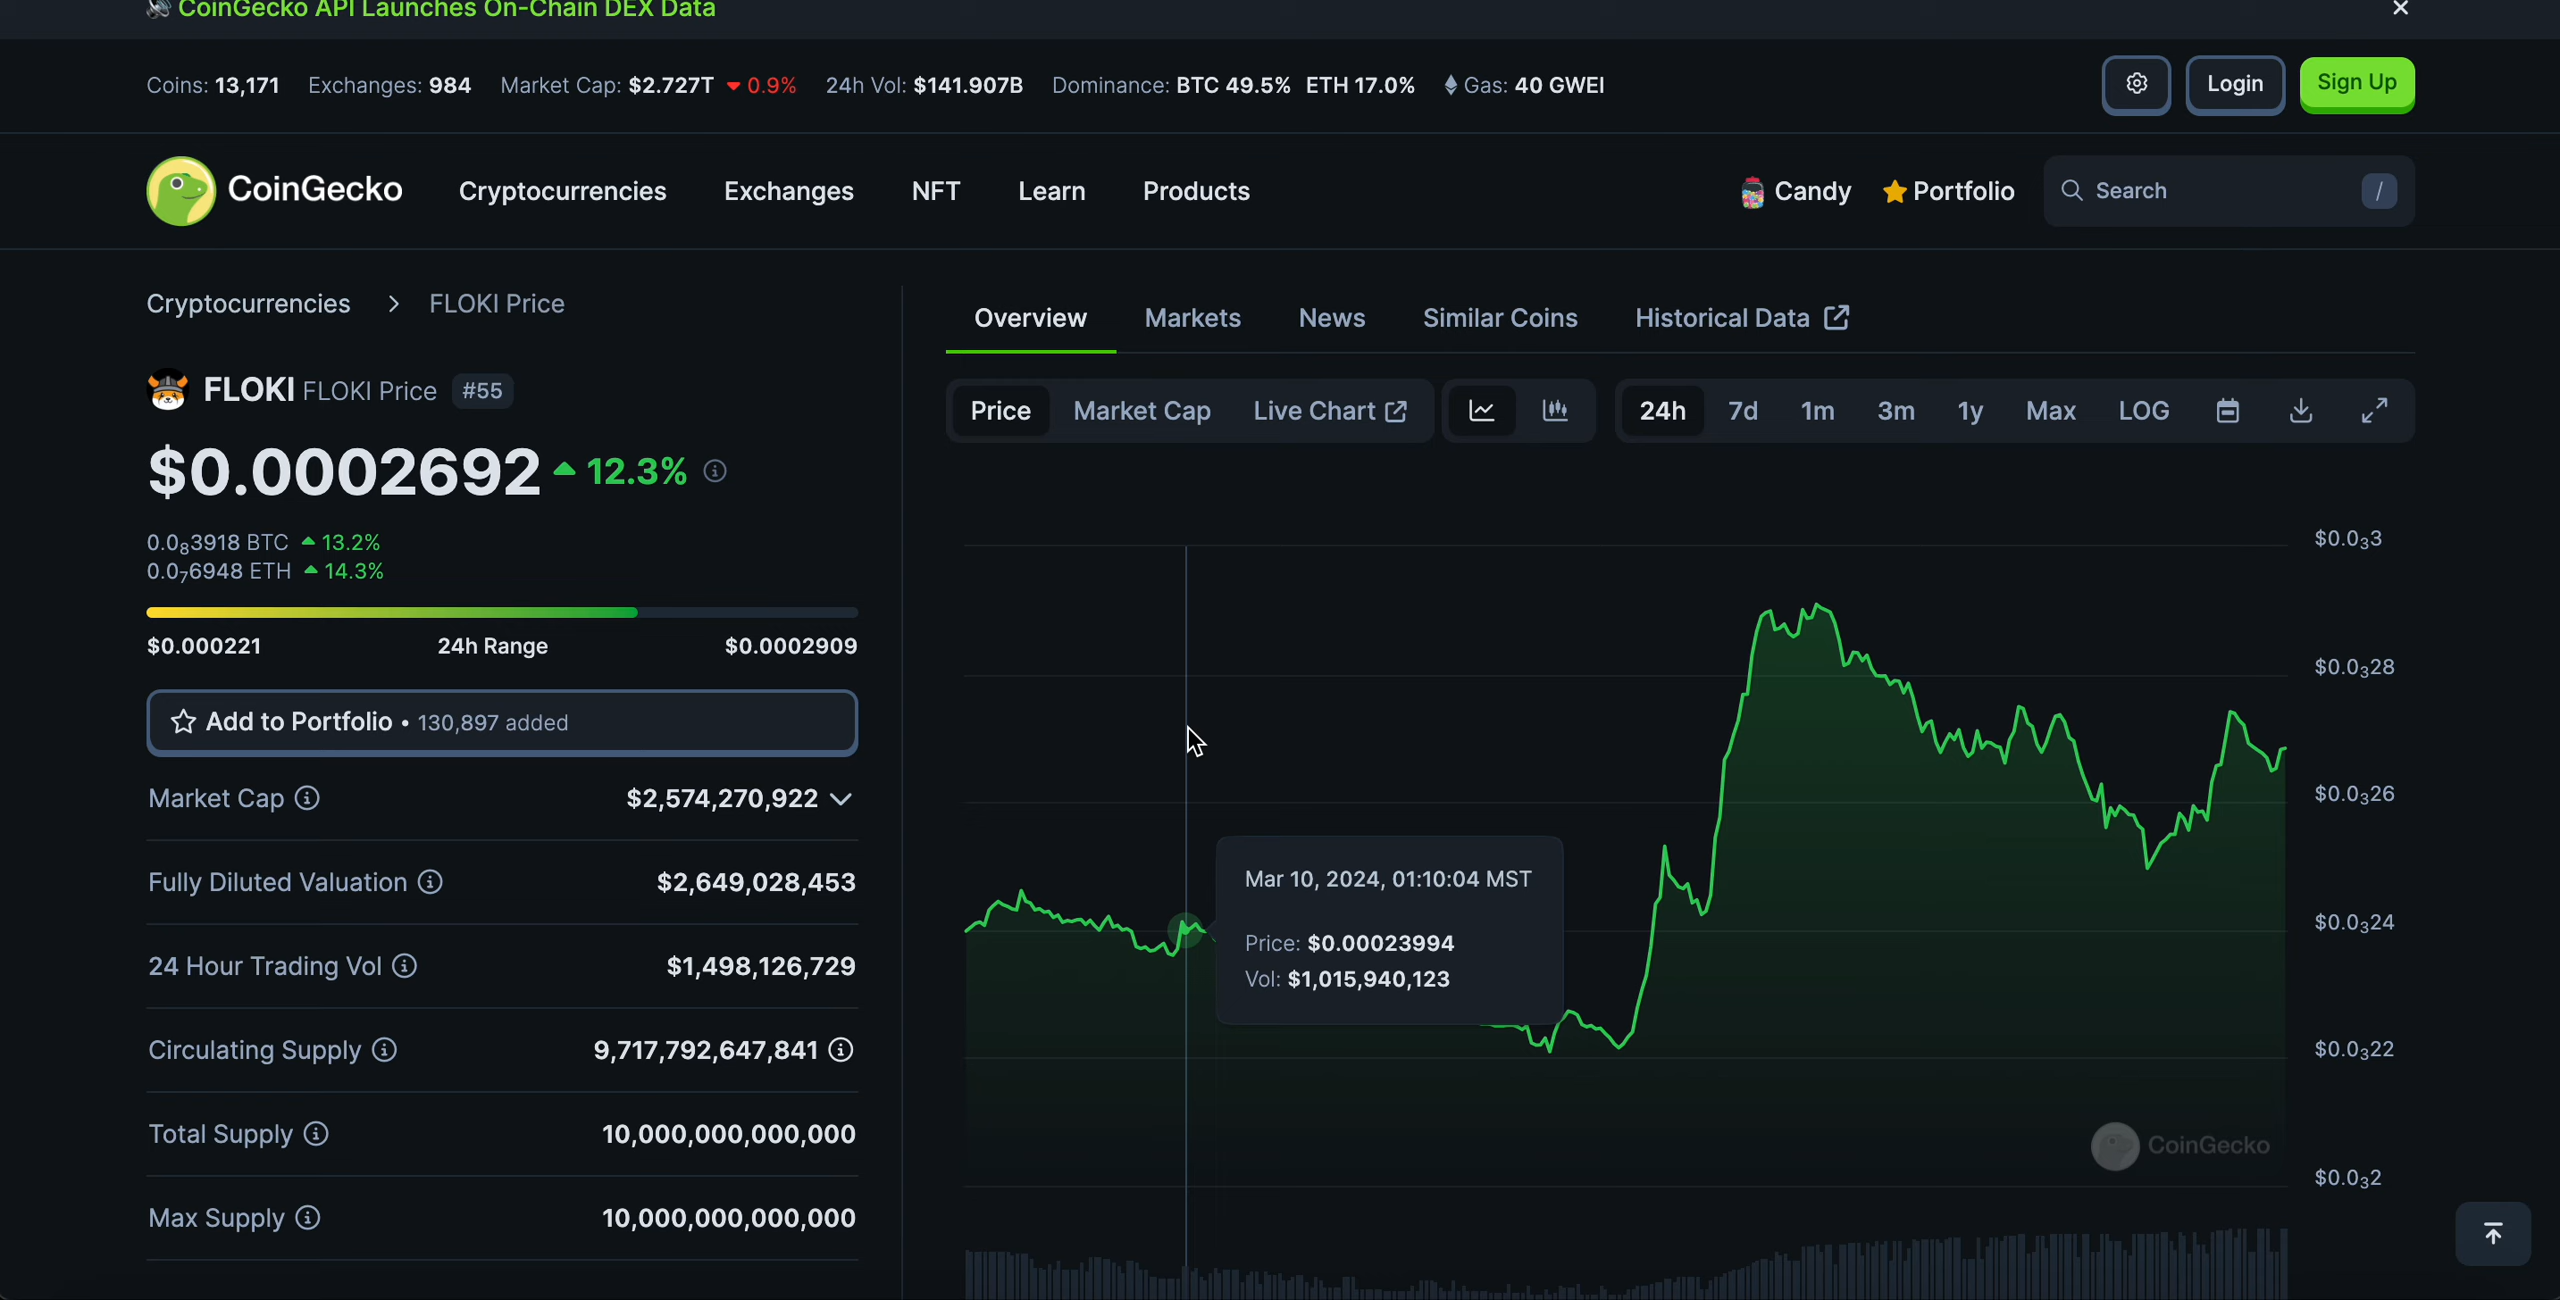 CoinGecko API Launches On-Chain DEX Data
Coins: 13,171 Exchanges: 984 Market Cap: $2.727T 0.9% 24h Vol: $141.907B Dominance: BTC 49.5% ETH 17.0% Gas: 40 GWEI
Login
Sign Up
CoinGecko
Cryptocurrencies
Exchanges
NFT
Learn
Products
Candy
Portfolio
Search
/
Cryptocurrencies > FLOKI Price
FLOKI FLOKI Price #55
$0.0002692 12.3%
0.0₈3918 BTC 13.2%
0.0₇6948 ETH 14.3%
$0.000221 24h Range $0.0002909
Add to Portfolio • 130,897 added
Market Cap $2,574,270,922
Fully Diluted Valuation $2,649,028,453
24 Hour Trading Vol $1,498,126,729
Circulating Supply 9,717,792,647,841
Total Supply 10,000,000,000,000
Max Supply 10,000,000,000,000
Overview
Markets
News
Similar Coins
Historical Data
Price
Market Cap
Live Chart
24h
7d
1m
3m
1y
Max
LOG
$0.0₃3
$0.0₃28
$0.0₃26
$0.0₃24
$0.0₃22
$0.0₃2
Mar 10, 2024, 01:10:04 MST
Price: $0.00023994
Vol: $1,015,940,123
CoinGecko